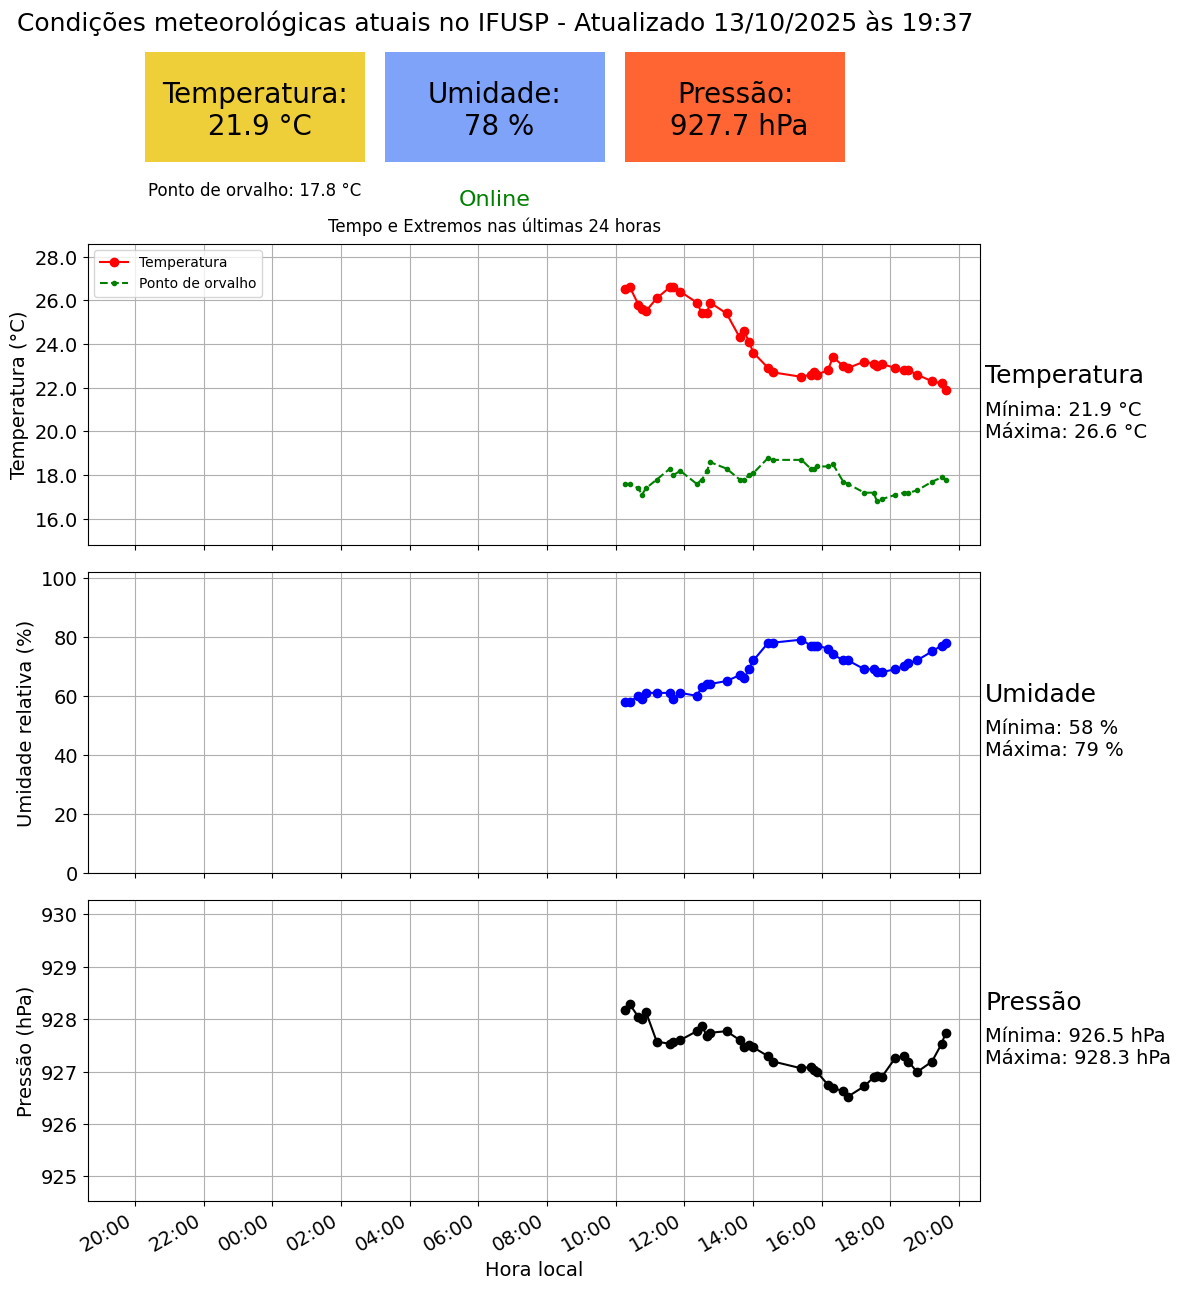 Condições meteorológicas atuais no IFUSP - Atualizado 13/10/2025 às 19:37
Temperatura:
21.9 °C
Umidade:
78 %
Pressão:
927.7 hPa
Ponto de orvalho: 17.8 °C
Online
Tempo e Extremos nas últimas 24 horas
Temperatura
Ponto de orvalho
Temperatura (°C)
28.0
26.0
24.0
22.0
20.0
18.0
16.0
Temperatura
Mínima: 21.9 °C
Máxima: 26.6 °C
Umidade relativa (%)
100
80
60
40
20
0
Umidade
Mínima: 58 %
Máxima: 79 %
Pressão (hPa)
930
929
928
927
926
925
Pressão
Mínima: 926.5 hPa
Máxima: 928.3 hPa
20:00 22:00 00:00 02:00 04:00 06:00 08:00 10:00 12:00 14:00 16:00 18:00 20:00
Hora local